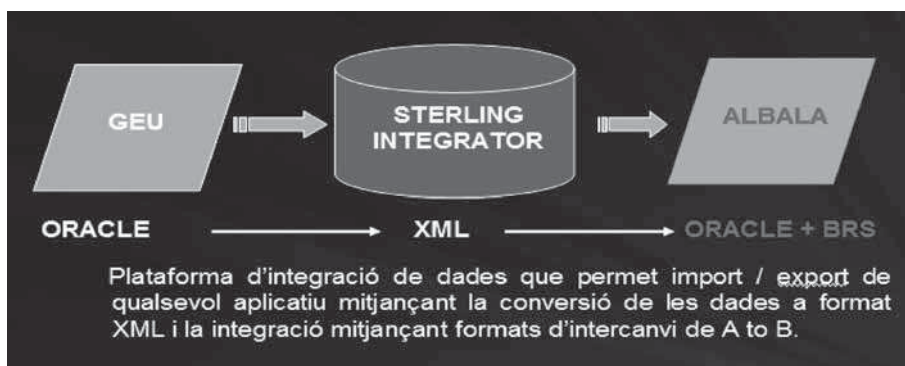 GEU
STERLING
INTEGRATOR
ALBALA
ORACLE
XML
ORACLE + BRS
Plataforma d'integració de dades que permet import / export de
qualsevol aplicatiu mitjançant la conversió de les dades a format
XML i la integració mitjançant formats d'intercanvi de A to B.